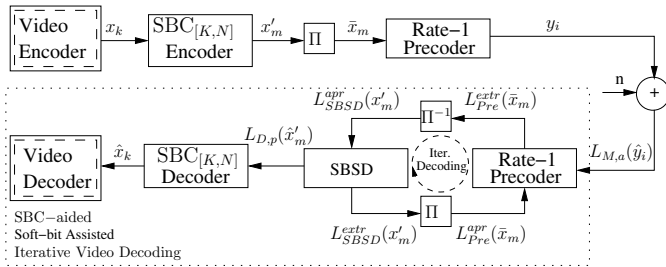 Video Encoder
x_k
SBC_[K,N] Encoder
x'_m
Π
x̄_m
Rate−1 Precoder
y_i
n
+
L_{M,a}(ŷ_i)
L^{apr}_{SBSD}(x'_m)
L^{extr}_{Pre}(x̄_m)
Π^{−1}
Video Decoder
x̂_k
SBC_[K,N] Decoder
L_{D,p}(x̂'_m)
SBSD
Iter. Decoding
Rate−1 Precoder
L^{extr}_{SBSD}(x'_m)
Π
L^{apr}_{Pre}(x̄_m)
SBC−aided
Soft−bit Assisted
Iterative Video Decoding